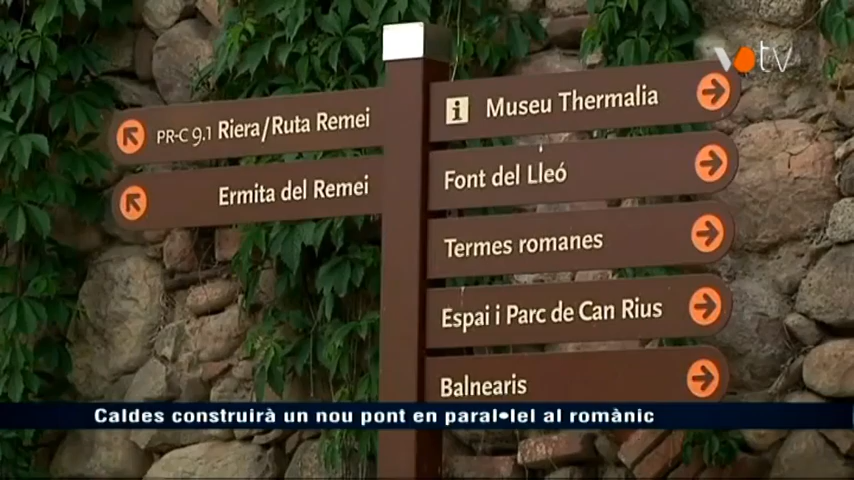 votv
PR-C 9.1 Riera/Ruta Remei
Ermita del Remei
i Museu Thermalia
Font del Lleó
Termes romanes
Espai i Parc de Can Rius
Balnearis
Caldes construirà un nou pont en paral•lel al romànic